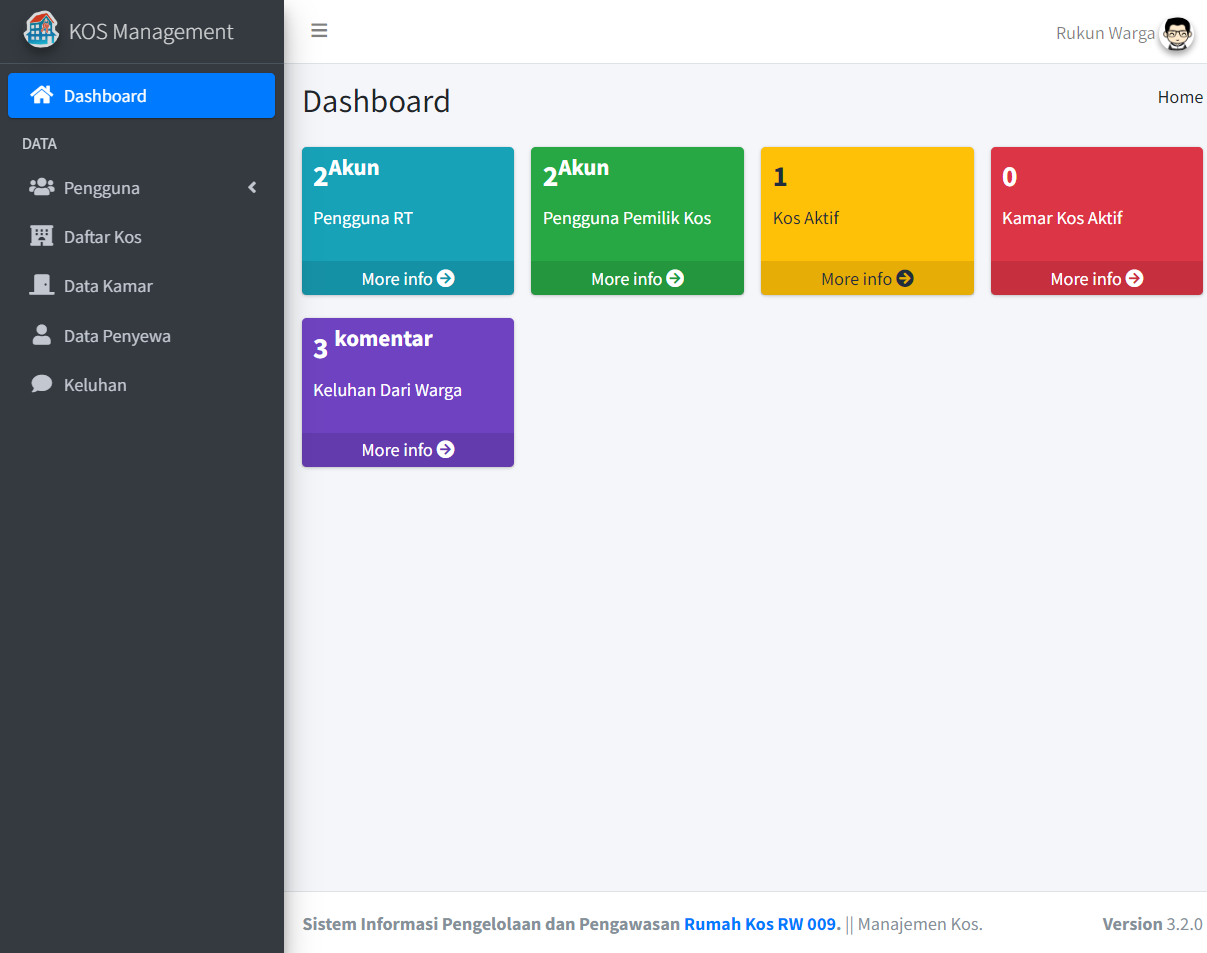 KOS Management
Rukun Warga
Dashboard
DATA
Pengguna
Daftar Kos
Data Kamar
Data Penyewa
Keluhan
Dashboard
Home
2Akun
Pengguna RT
More info
2Akun
Pengguna Pemilik Kos
More info
1
Kos Aktif
More info
0
Kamar Kos Aktif
More info
3 komentar
Keluhan Dari Warga
More info
Sistem Informasi Pengelolaan dan Pengawasan Rumah Kos RW 009. || Manajemen Kos.
Version 3.2.0